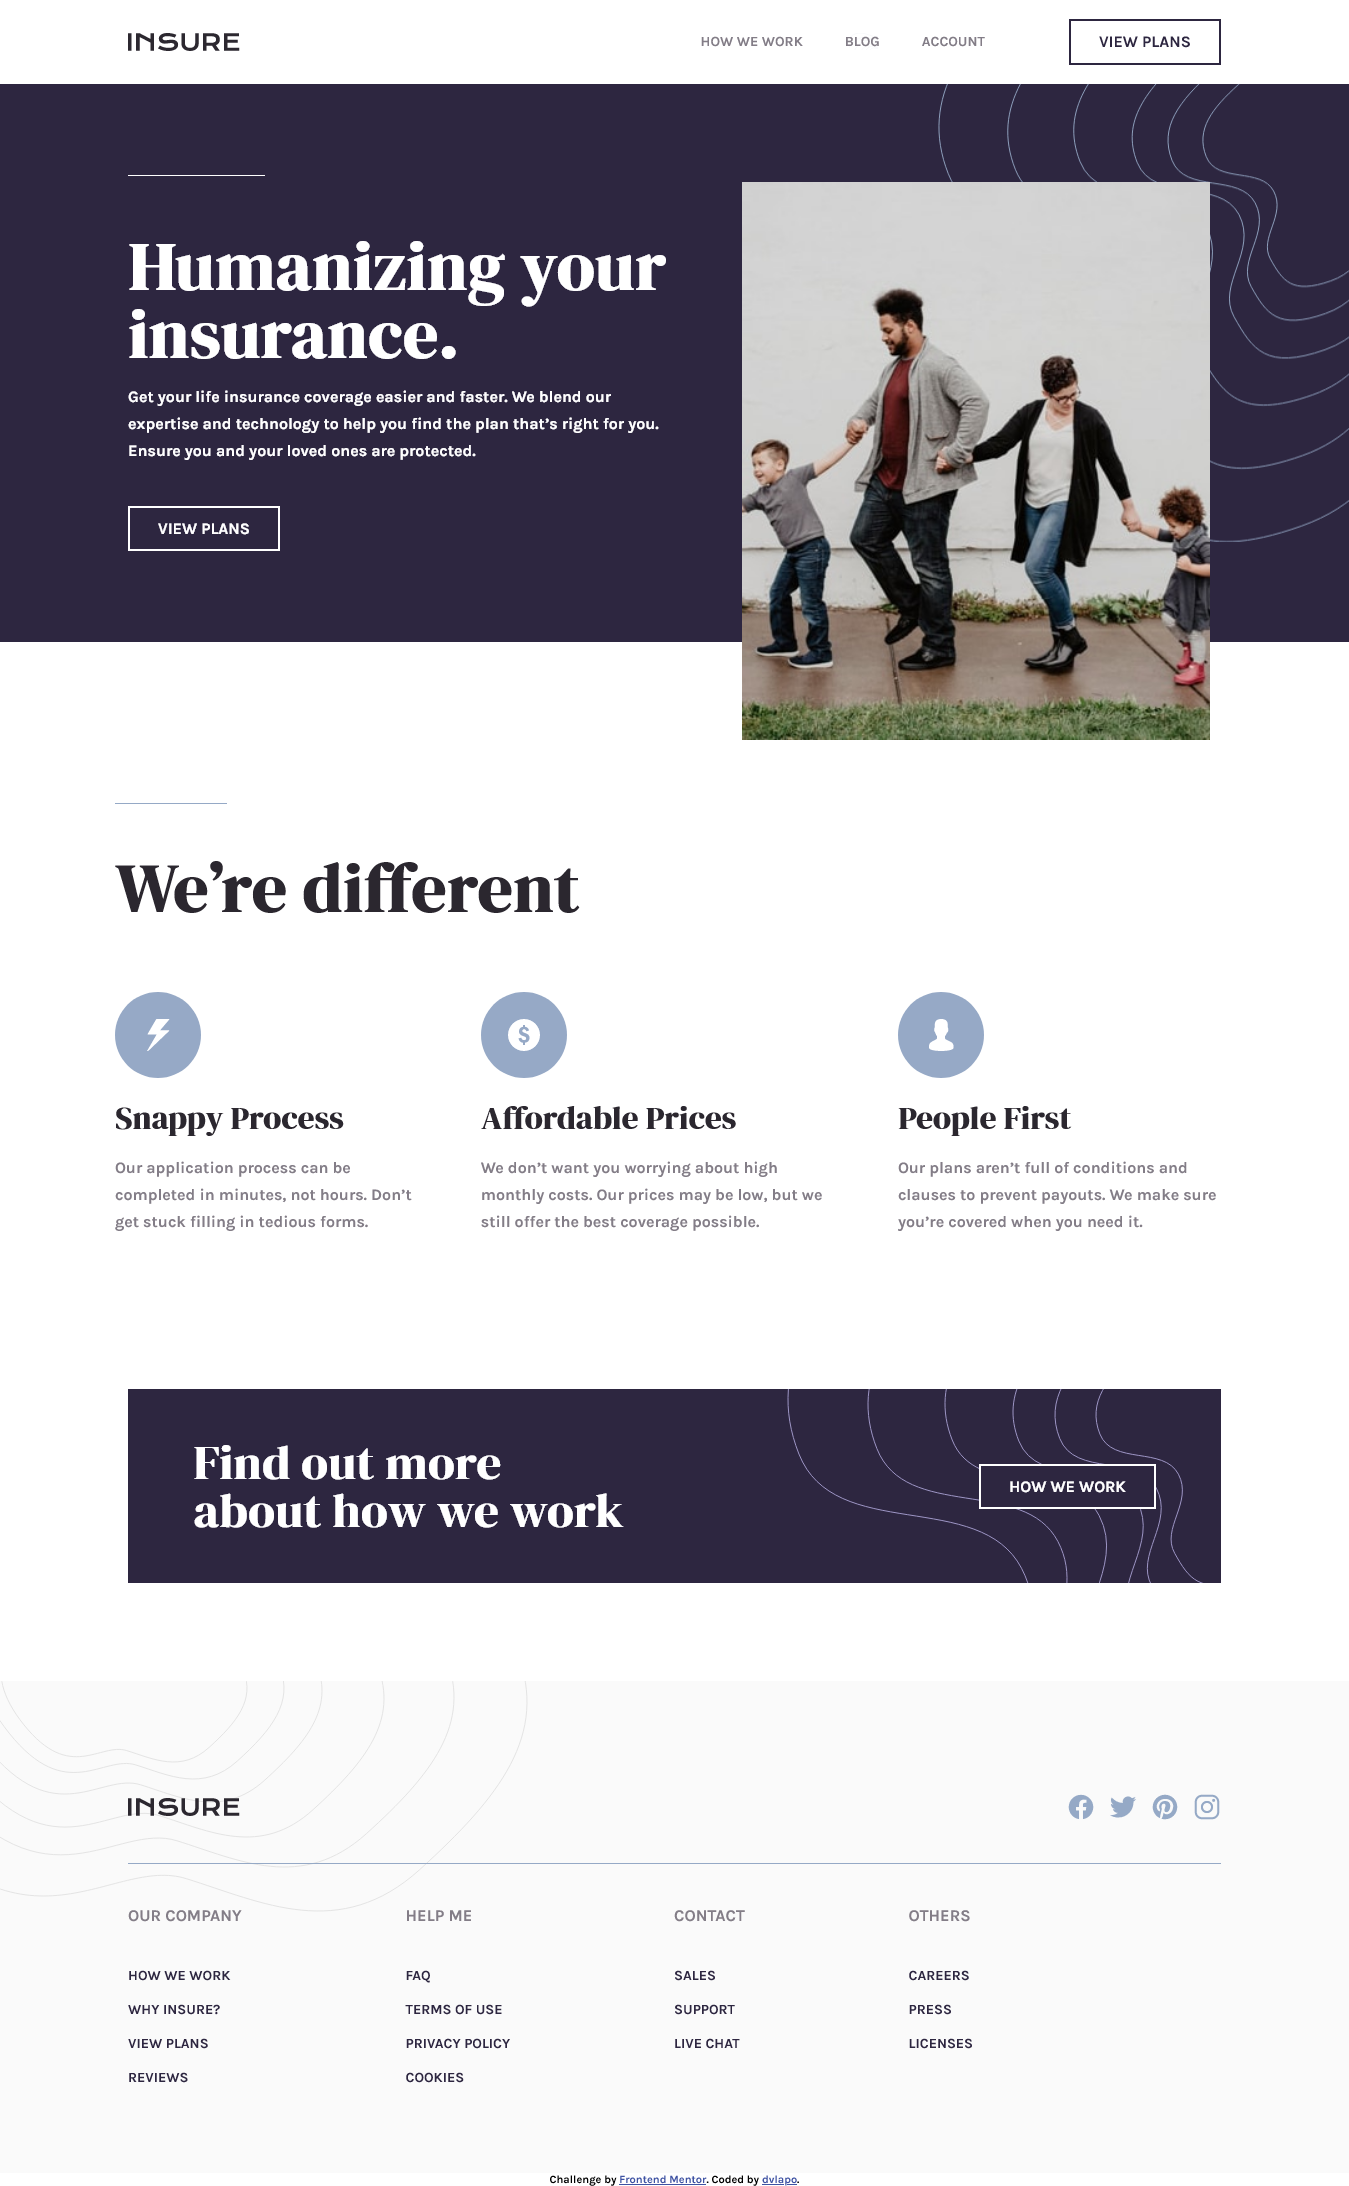 INSURE
HOW WE WORK
BLOG
ACCOUNT
VIEW PLANS
Humanizing your
insurance.
Get your life insurance coverage easier and faster. We blend our
expertise and technology to help you find the plan that’s right for you.
Ensure you and your loved ones are protected.
VIEW PLANS
We’re different
Snappy Process
Our application process can be
completed in minutes, not hours. Don’t
get stuck filling in tedious forms.
Affordable Prices
We don’t want you worrying about high
monthly costs. Our prices may be low, but we
still offer the best coverage possible.
People First
Our plans aren’t full of conditions and
clauses to prevent payouts. We make sure
you’re covered when you need it.
Find out more
about how we work
HOW WE WORK
INSURE
OUR COMPANY
HOW WE WORK
WHY INSURE?
VIEW PLANS
REVIEWS
HELP ME
FAQ
TERMS OF USE
PRIVACY POLICY
COOKIES
CONTACT
SALES
SUPPORT
LIVE CHAT
OTHERS
CAREERS
PRESS
LICENSES
Challenge by Frontend Mentor. Coded by dvlapo.